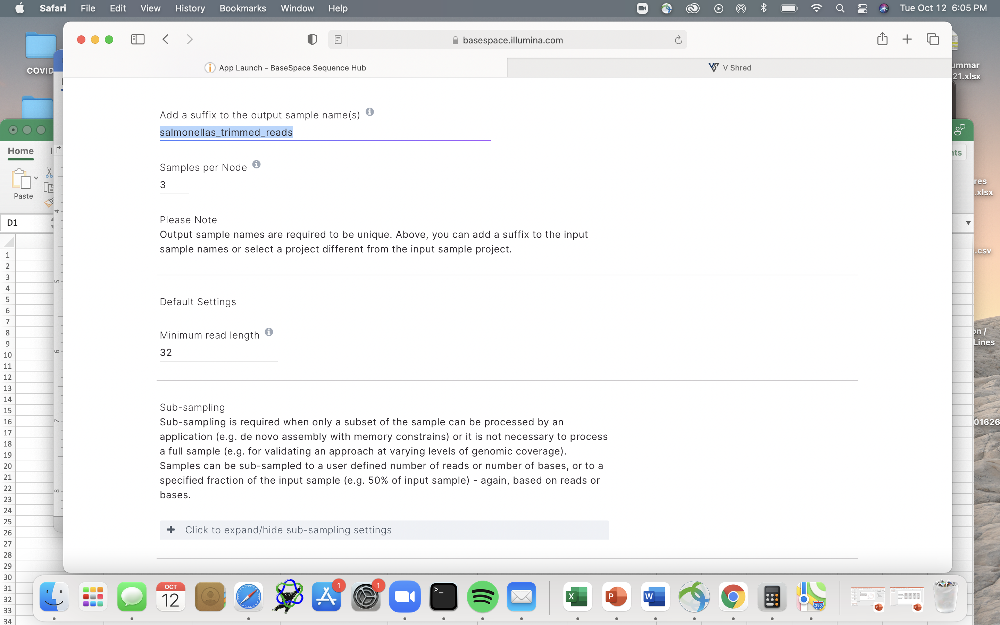 Safari File Edit View History Bookmarks Window Help Tue Oct 12 6:05 PM
basespace.illumina.com
App Launch - BaseSpace Sequence Hub
V Shred
COVID
ummar
21.xlsx
res
.xlsx
.csv
on /
Lines
01626
Home
Paste
nts
D1
4
5
6
7
8
1
2
3
4
5
6
7
8
9
10
11
12
13
14
15
16
17
18
19
20
21
22
23
24
25
26
27
28
29
30
31
32
33
34
Add a suffix to the output sample name(s)
salmonellas_trimmed_reads
Samples per Node
3
Please Note
Output sample names are required to be unique. Above, you can add a suffix to the input
sample names or select a project different from the input sample project.
Default Settings
Minimum read length
32
Sub-sampling
Sub-sampling is required when only a subset of the sample can be processed by an
application (e.g. de novo assembly with memory constrains) or it is not necessary to process
a full sample (e.g. for validating an approach at varying levels of genomic coverage).
Samples can be sub-sampled to a user defined number of reads or number of bases, or to a
specified fraction of the input sample (e.g. 50% of input sample) - again, based on reads or
bases.
+ Click to expand/hide sub-sampling settings
OCT
12
1
1
>_
X
P
W
280
P
P